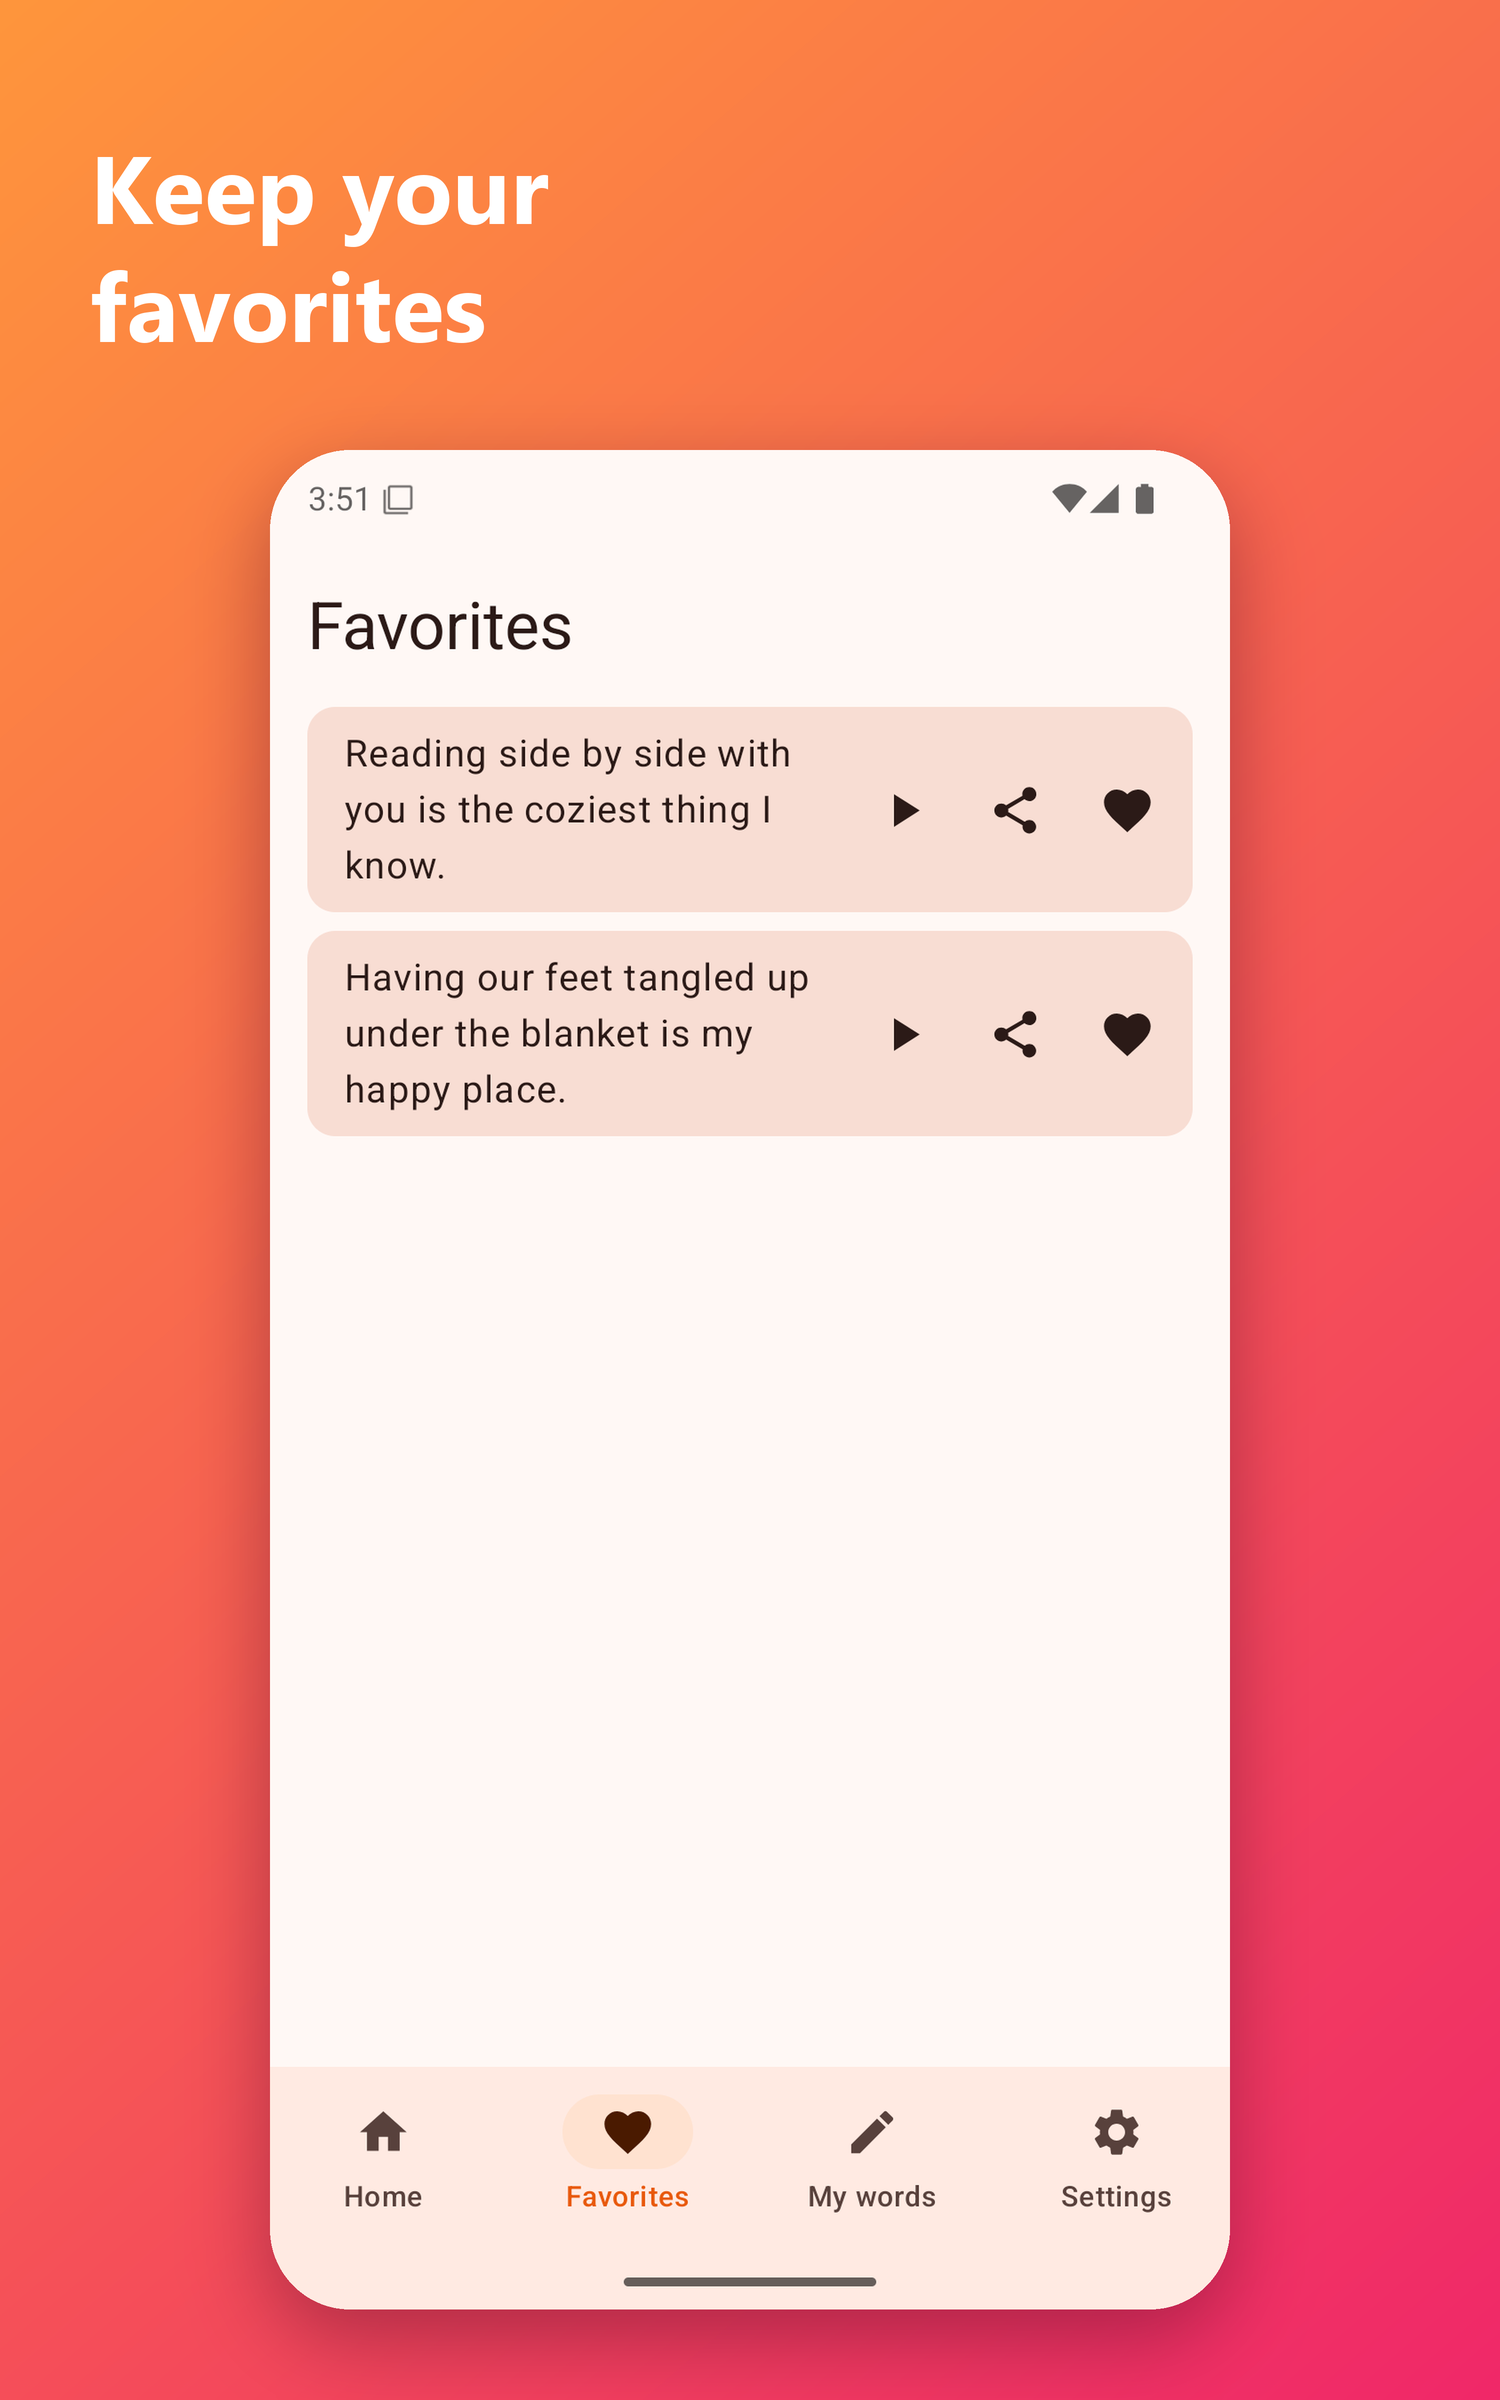 Keep your
favorites
3:51
Favorites
Reading side by side with
you is the coziest thing I
know.
Having our feet tangled up
under the blanket is my
happy place.
Home
Favorites
My words
Settings